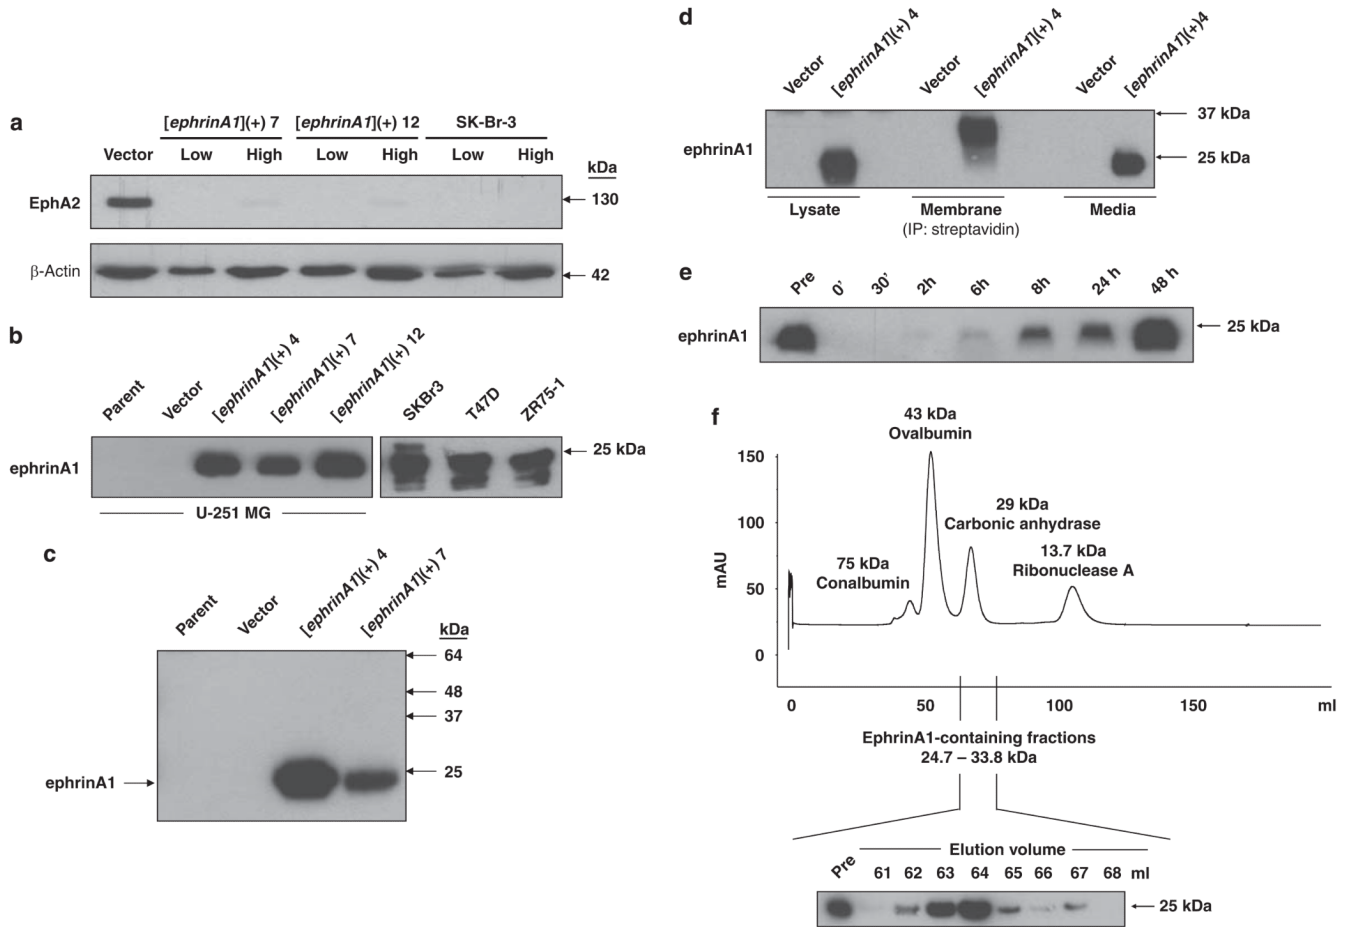 a
[ephrinA1](+) 7 [ephrinA1](+) 12 SK-Br-3
Vector Low High Low High Low High
kDa
EphA2 130
β-Actin 42
b
Parent Vector [ephrinA1](+) 4 [ephrinA1](+) 7 [ephrinA1](+) 12 SKBr3 T47D ZR75-1
ephrinA1 25 kDa
U-251 MG
c
Parent Vector [ephrinA1](+) 4 [ephrinA1](+) 7
kDa
64
48
37
25
ephrinA1
d
Vector [ephrinA1](+) 4 Vector [ephrinA1](+) 4 Vector [ephrinA1](+)4
37 kDa
ephrinA1 25 kDa
Lysate Membrane Media
(IP: streptavidin)
e
Pre 0' 30' 2h 6h 8h 24 h 48 h
ephrinA1 25 kDa
f
43 kDa
Ovalbumin
29 kDa
Carbonic anhydrase
13.7 kDa
Ribonuclease A
75 kDa
Conalbumin
mAU
150
100
50
0
0 50 100 150 ml
EphrinA1-containing fractions
24.7 – 33.8 kDa
Elution volume
Pre 61 62 63 64 65 66 67 68 ml
25 kDa